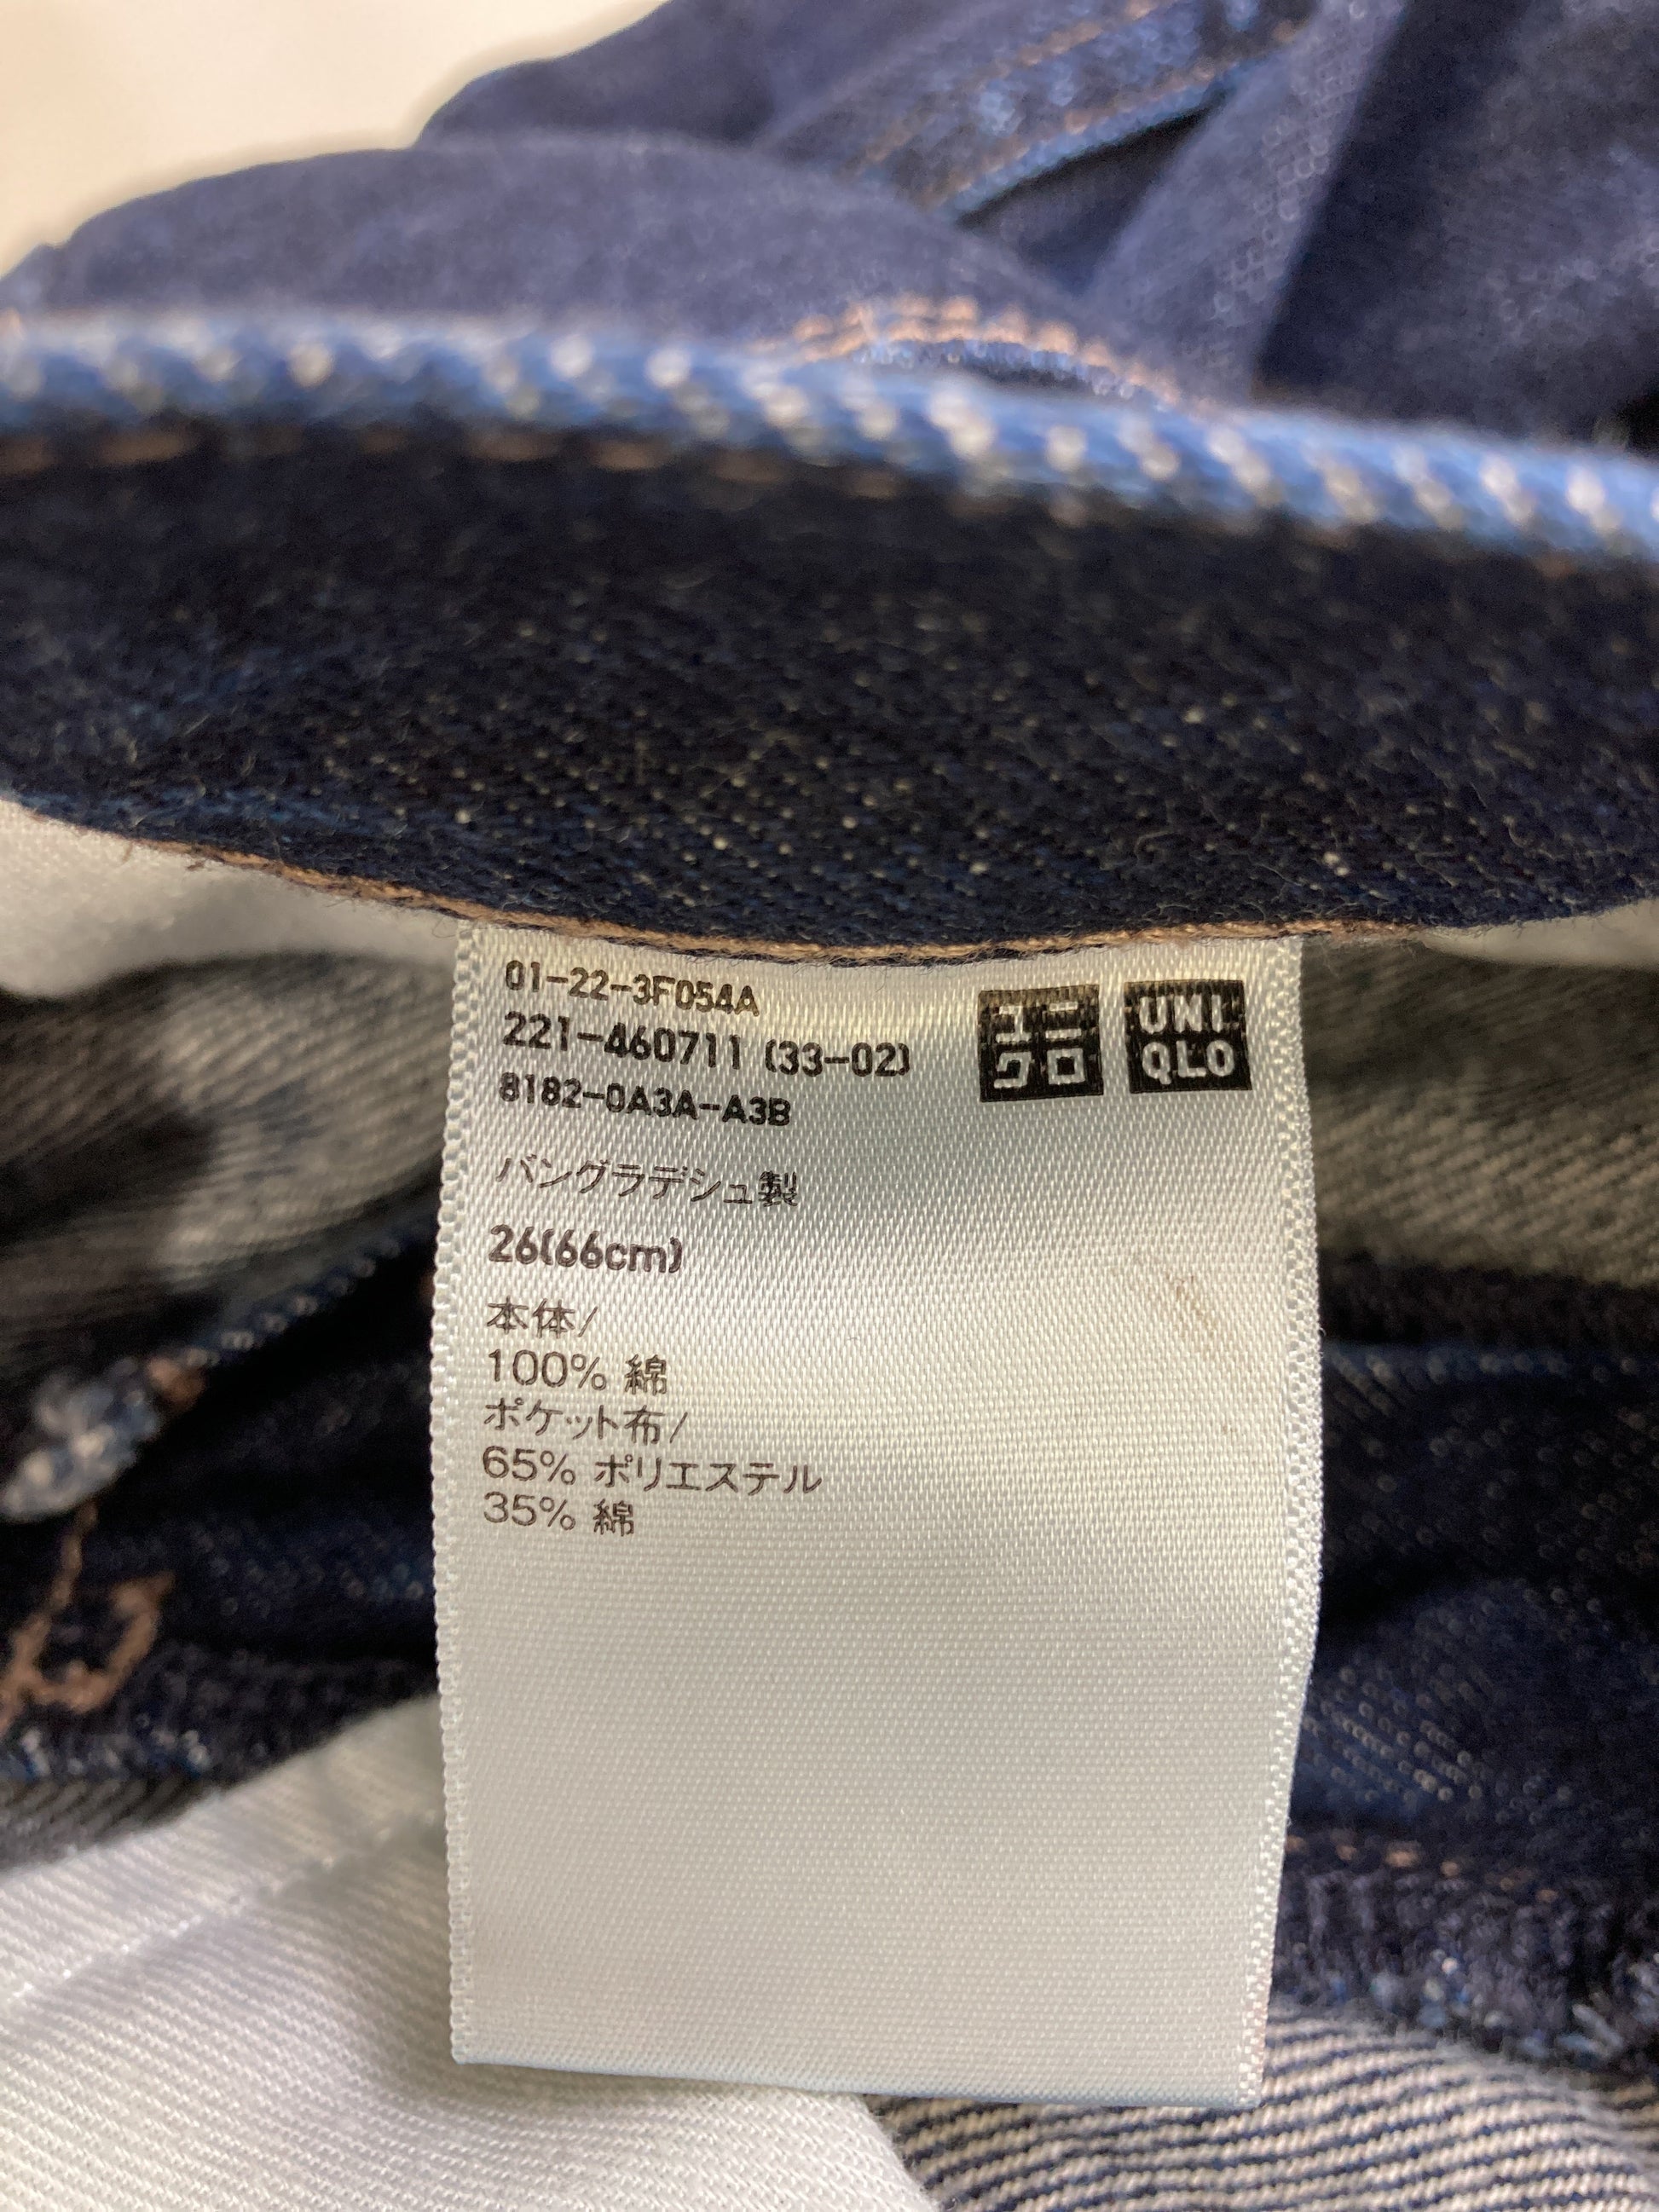 01-22-3F054A
221-460711 (33-02)
8182-0A3A-A3B
ユニクロ
UNIQLO
バングラデシュ製
26(66cm)
本体/
100% 綿
ポケット布/
65% ポリエステル
35% 綿